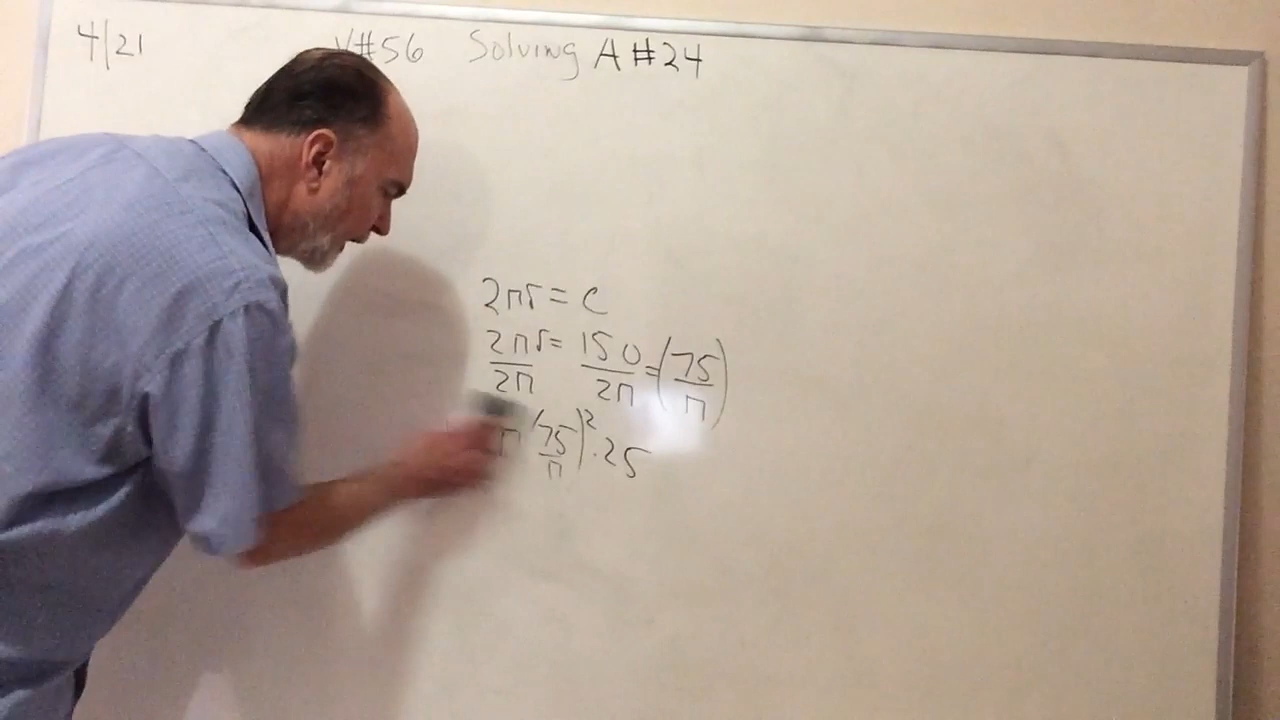 4/21 V#56 Solving A#24
2πr = C
2πr/2π = 150/2π = (75/π)
π (75/π)² · 25